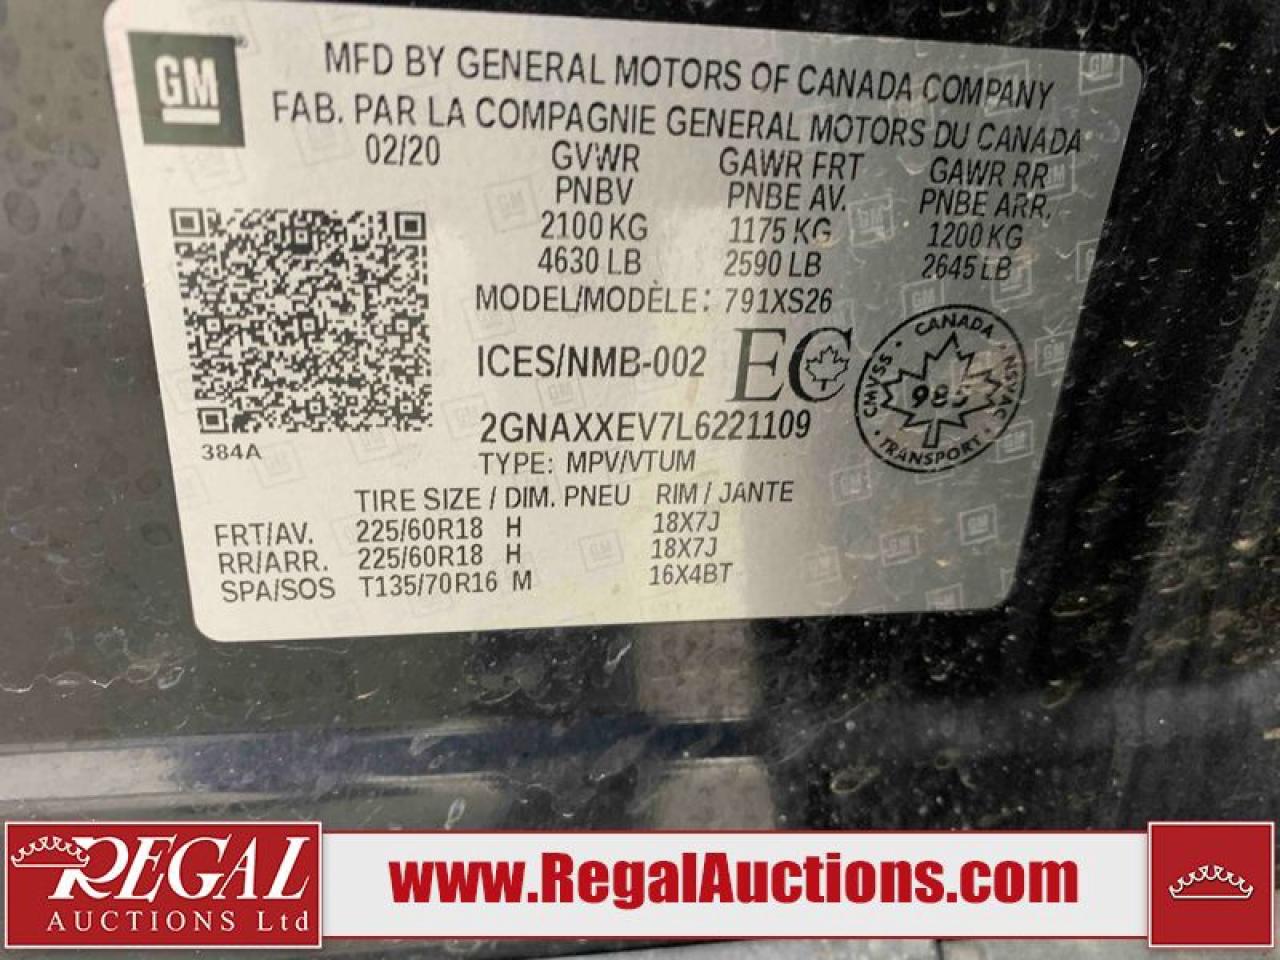 GM
MFD BY GENERAL MOTORS OF CANADA COMPANY
FAB. PAR LA COMPAGNIE GENERAL MOTORS DU CANADA
02/20 GVWR GAWR FRT GAWR RR
PNBV PNBE AV. PNBE ARR.
2100 KG 1175 KG 1200 KG
4630 LB 2590 LB 2645 LB
MODEL/MODÈLE: 791XS26
ICES/NMB-002 EC
CANADA
CMVSS NSVAC
TRANSPORT
2GNAXXEV7L6221109
384A
TYPE: MPV/VTUM
TIRE SIZE / DIM. PNEU RIM / JANTE
FRT/AV. 225/60R18 H 18X7J
RR/ARR. 225/60R18 H 18X7J
SPA/SOS T135/70R16 M 16X4BT
REGAL
AUCTIONS Ltd
www.RegalAuctions.com